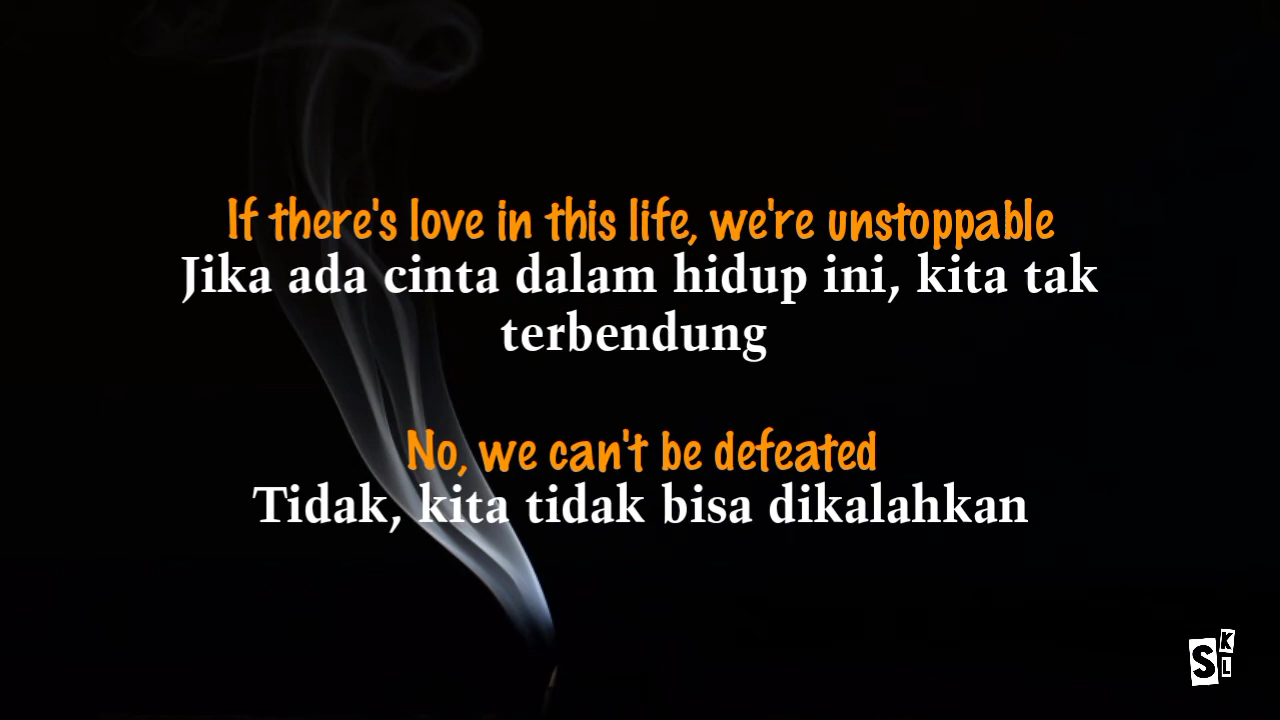 If there's love in this life, we're unstoppable
Jika ada cinta dalam hidup ini, kita tak
terbendung
No, we can't be defeated
Tidak, kita tidak bisa dikalahkan
SKL